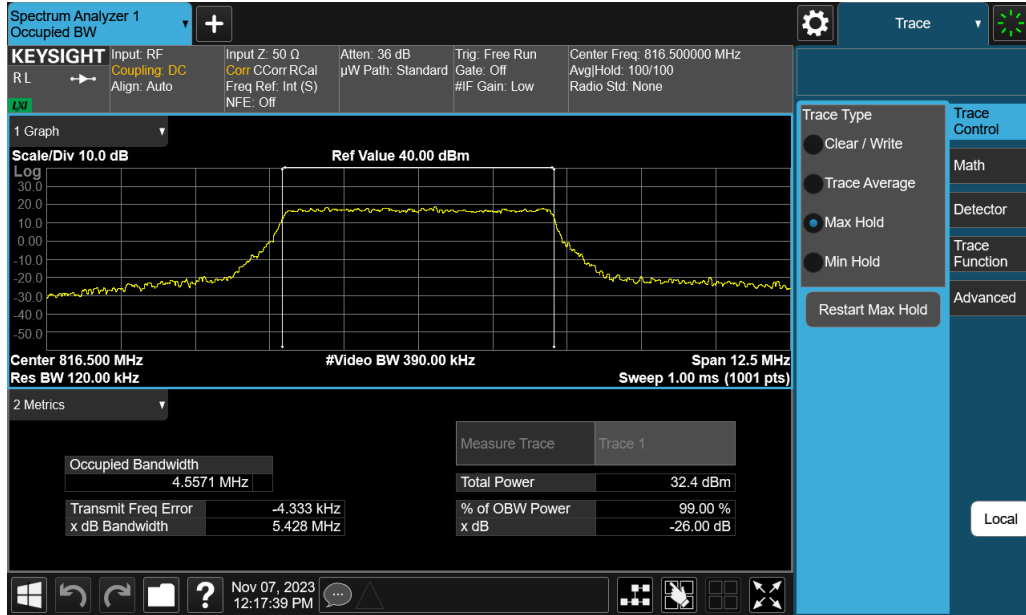 Spectrum Analyzer 1
Occupied BW
Trace
KEYSIGHT
R L
LXI
Input: RF
Coupling: DC
Align: Auto
Input Z: 50 Ω
Corr CCorr RCal
Freq Ref: Int (S)
NFE: Off
Atten: 36 dB
µW Path: Standard
Trig: Free Run
Gate: Off
#IF Gain: Low
Center Freq: 816.500000 MHz
Avg|Hold: 100/100
Radio Std: None
1 Graph
Scale/Div 10.0 dB
Ref Value 40.00 dBm
Log
30.0
20.0
10.0
0.00
-10.0
-20.0
-30.0
-40.0
-50.0
Center 816.500 MHz
#Video BW 390.00 kHz
Span 12.5 MHz
Res BW 120.00 kHz
Sweep 1.00 ms (1001 pts)
2 Metrics
Measure Trace
Trace 1
Occupied Bandwidth
4.5571 MHz
Total Power
32.4 dBm
Transmit Freq Error
-4.333 kHz
% of OBW Power
99.00 %
x dB Bandwidth
5.428 MHz
x dB
-26.00 dB
Trace Type
Clear / Write
Trace Average
Max Hold
Min Hold
Restart Max Hold
Trace
Control
Math
Detector
Trace
Function
Advanced
Local
?
Nov 07, 2023
12:17:39 PM